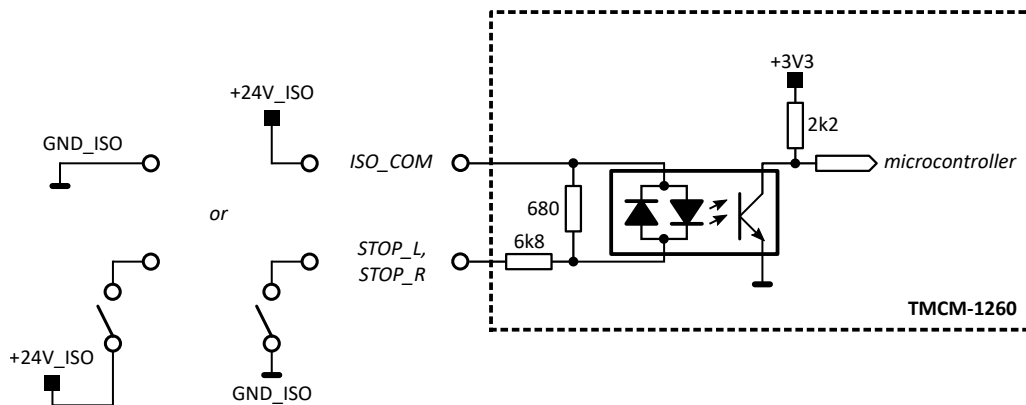 +3V3
+24V_ISO
2k2
GND_ISO
ISO_COM
microcontroller
680
or
6k8
STOP_L,
STOP_R
TMCM-1260
+24V_ISO
GND_ISO